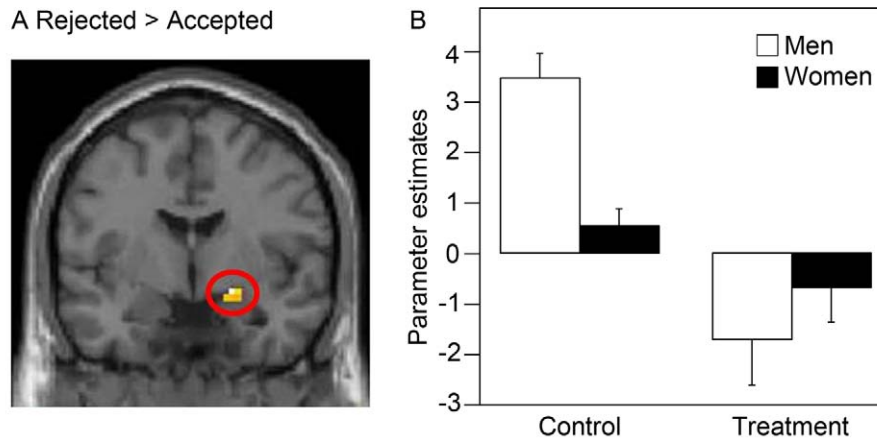 A Rejected > Accepted
B
Men
Women
Parameter estimates
4
3
2
1
0
-1
-2
-3
Control Treatment